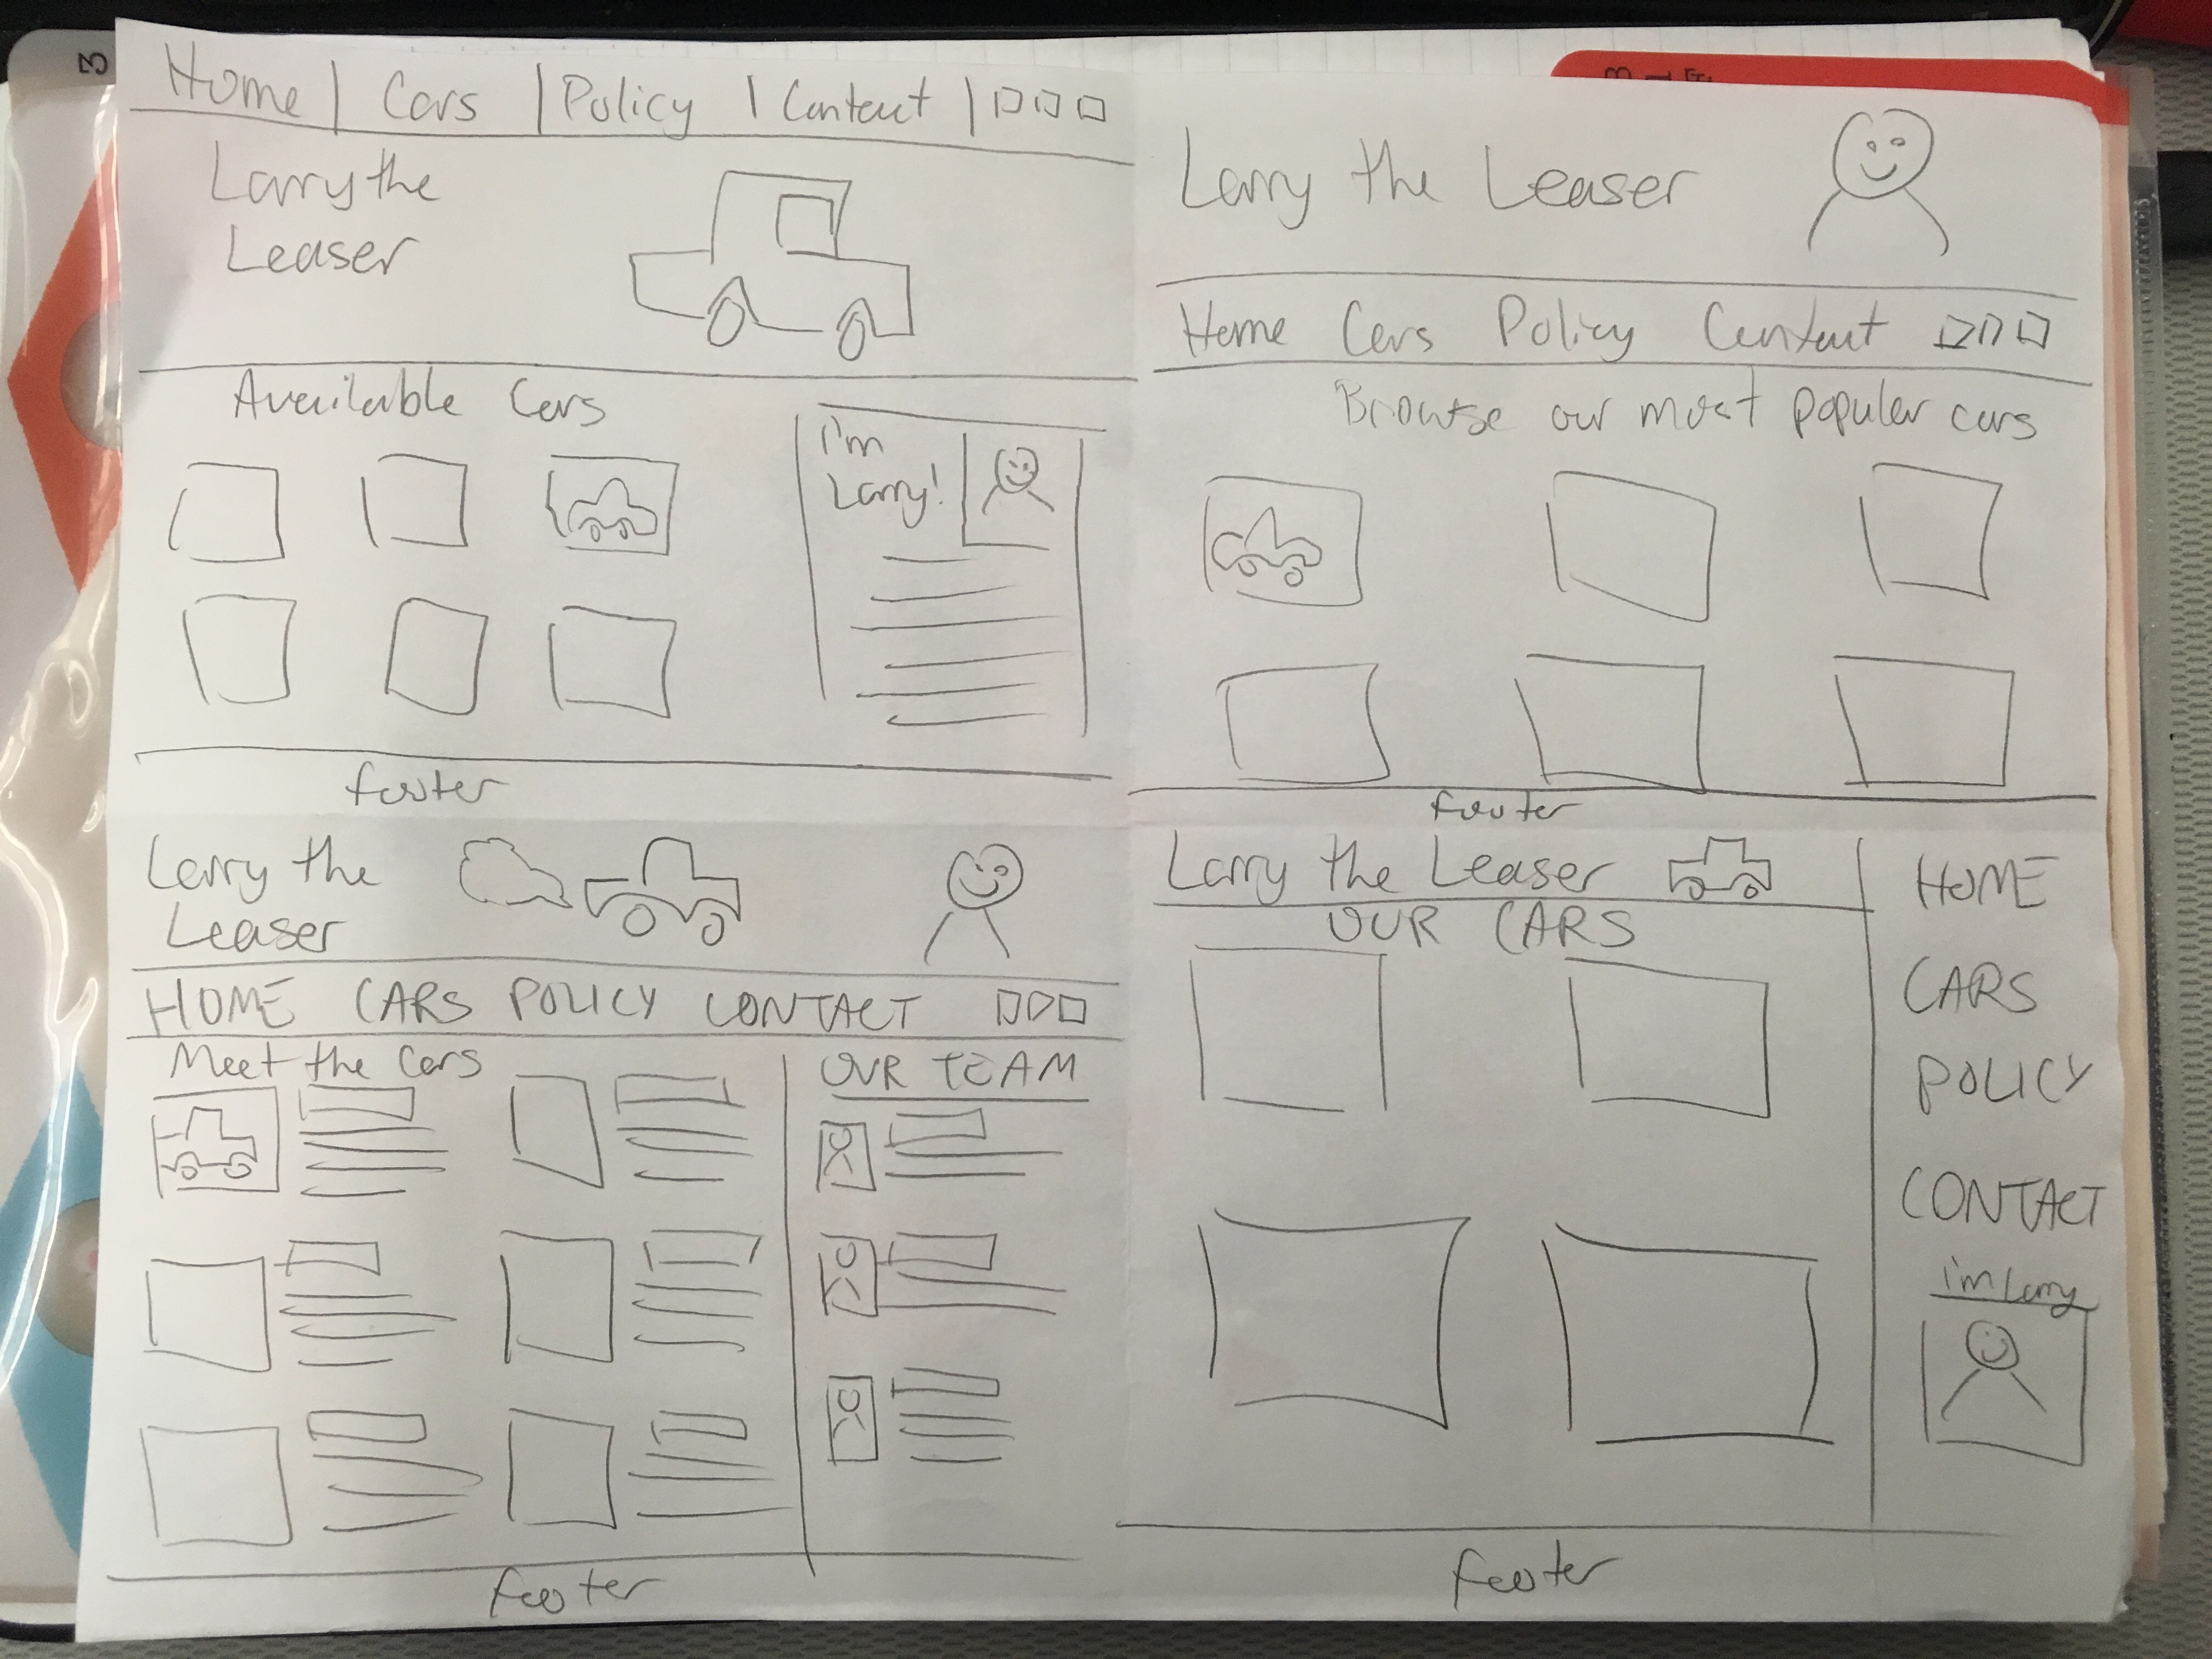 3
Home | Cars | Policy | Contact |
Larry the
Leaser
Available Cars
i'm
Larry!
footer
Larry the Leaser
Home Cars Policy Contact
Browse our most popular cars
footer
Larry the
Leaser
HOME CARS POLICY CONTACT
Meet the Cars
OUR TEAM
footer
Larry the Leaser
OUR CARS
HOME
CARS
POLICY
CONTACT
i'm Larry
footer